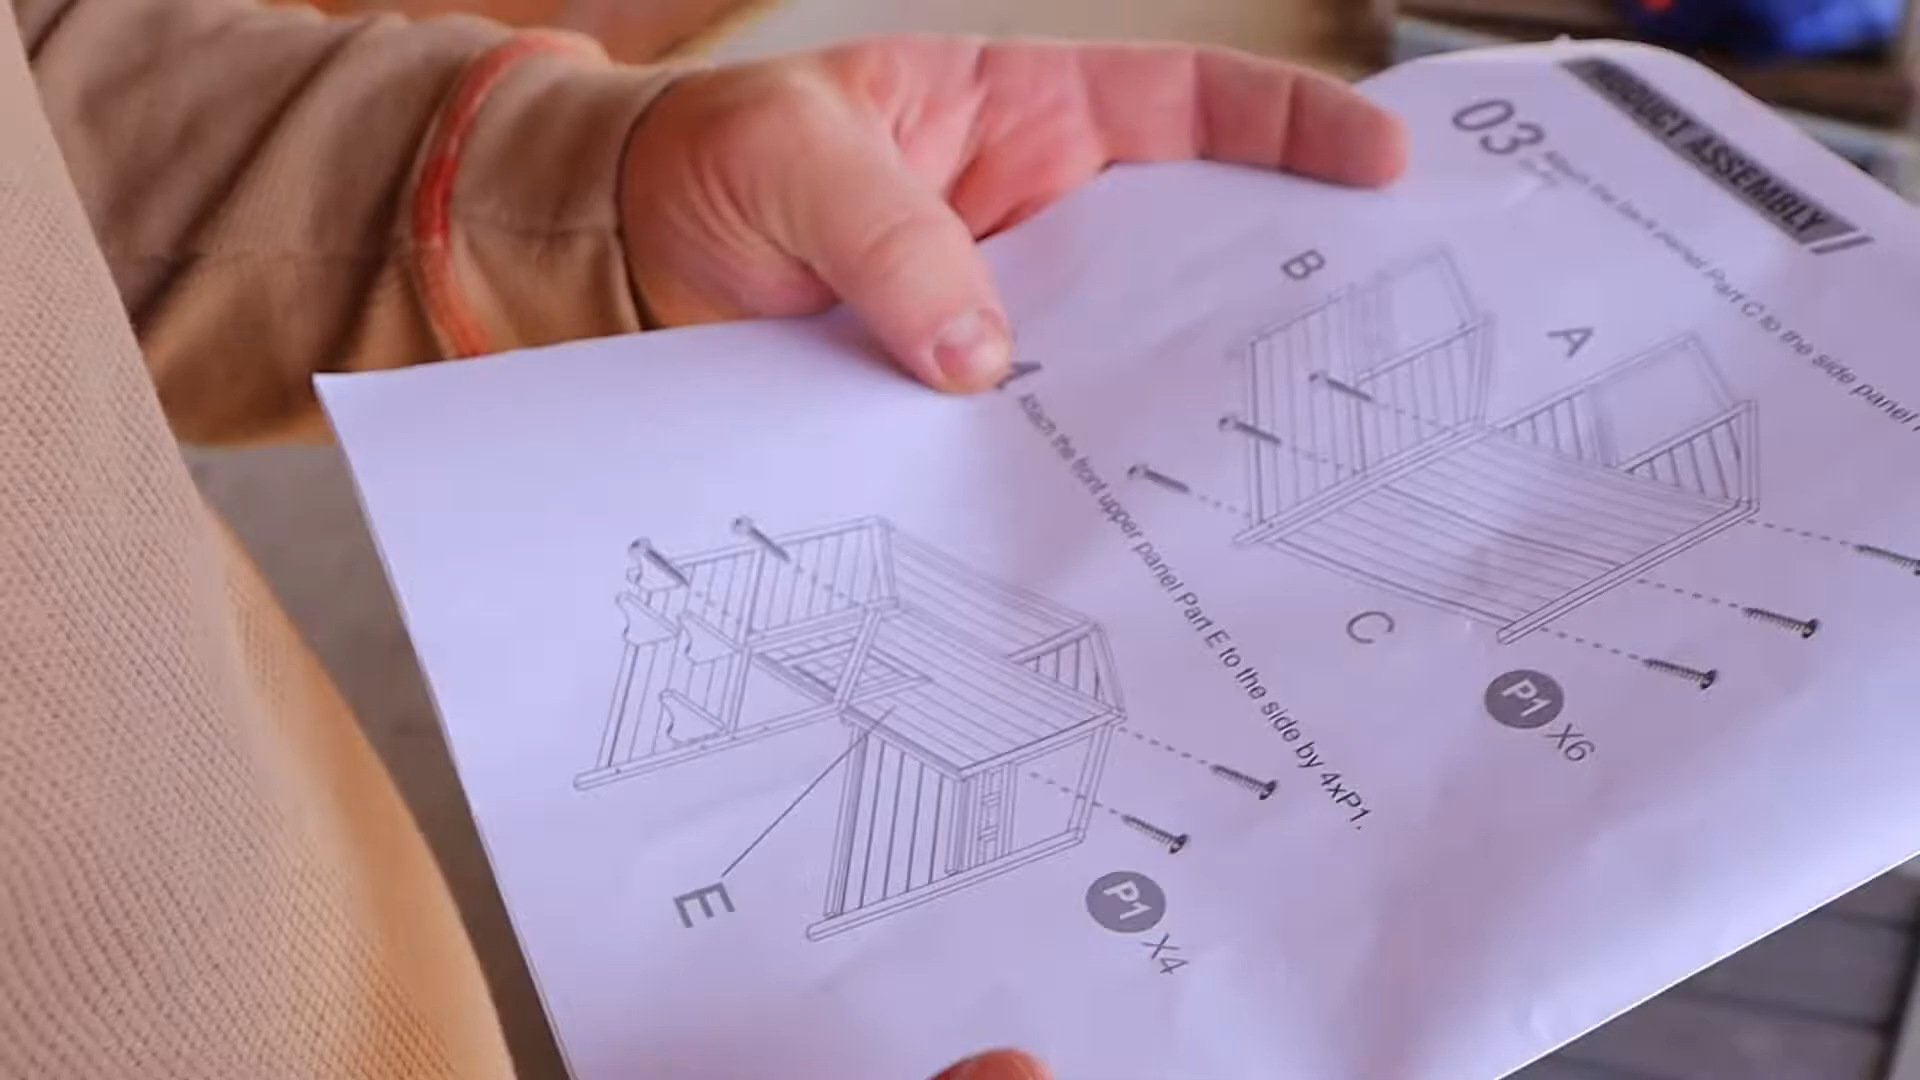 PRODUCT ASSEMBLY
03
Attach the back panel Part C to the side panel
B
A
C
P1 X6
Attach the front upper panel Part E to the side by 4xP1.
E
P1 X4